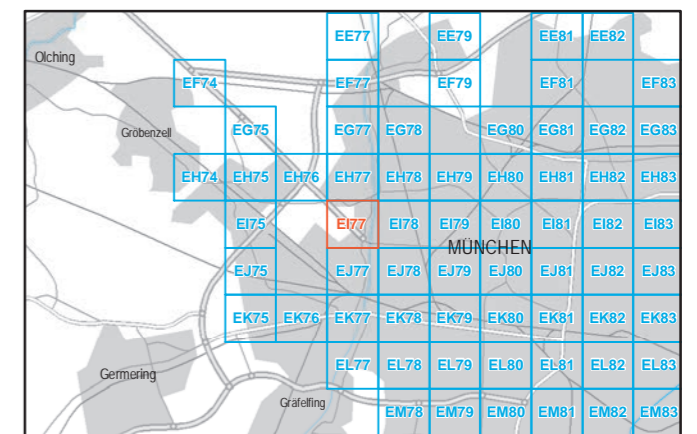 EE77 EE79 EE81 EE82
Olching
EF74 EF77 EF79 EF81 EF83
Gröbenzell EG75 EG77 EG78 EG80 EG81 EG82 EG83
EH74 EH75 EH76 EH77 EH78 EH79 EH80 EH81 EH82 EH83
EI75 EI77 EI78 EI79 EI80 EI81 EI82 EI83
MÜNCHEN
EJ75 EJ77 EJ78 EJ79 EJ80 EJ81 EJ82 EJ83
EK75 EK76 EK77 EK78 EK79 EK80 EK81 EK82 EK83
EL77 EL78 EL79 EL80 EL81 EL82 EL83
Germering
Gräfelfing
EM78 EM79 EM80 EM81 EM82 EM83